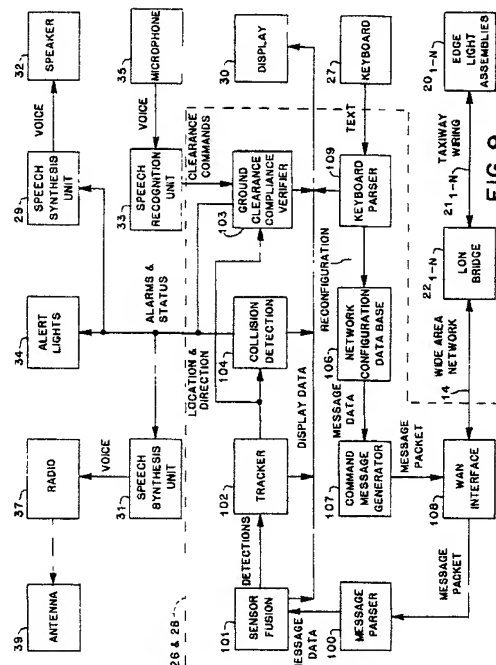 39
ANTENNA
37
RADIO
VOICE
31
SPEECH
SYNTHESIS
UNIT
34
ALERT
LIGHTS
ALARMS &
STATUS
29
SPEECH
SYNTHESIS
UNIT
VOICE
32
SPEAKER
33
SPEECH
RECOGNITION
UNIT
VOICE
35
MICROPHONE
CLEARANCE
COMMANDS
LOCATION &
DIRECTION
26 & 28
101
SENSOR
FUSION
DETECTIONS
102
TRACKER
104
COLLISION
DETECTION
103
GROUND
CLEARANCE
COMPLIANCE
VERIFIER
30
DISPLAY
DISPLAY DATA
MESSAGE
DATA
100
MESSAGE
PARSER
107
COMMAND
MESSAGE
GENERATOR
MESSAGE
DATA
106
NETWORK
CONFIGURATION
DATA BASE
RECONFIGURATION
109
KEYBOARD
PARSER
TEXT
27
KEYBOARD
MESSAGE
PACKET
MESSAGE
PACKET
108
WAN
INTERFACE
WIDE AREA
NETWORK
14
22 1-N
LON
BRIDGE
21 1-N
TAXIWAY
WIRING
20 1-N
EDGE
LIGHT
ASSEMBLIES
FIG. 9